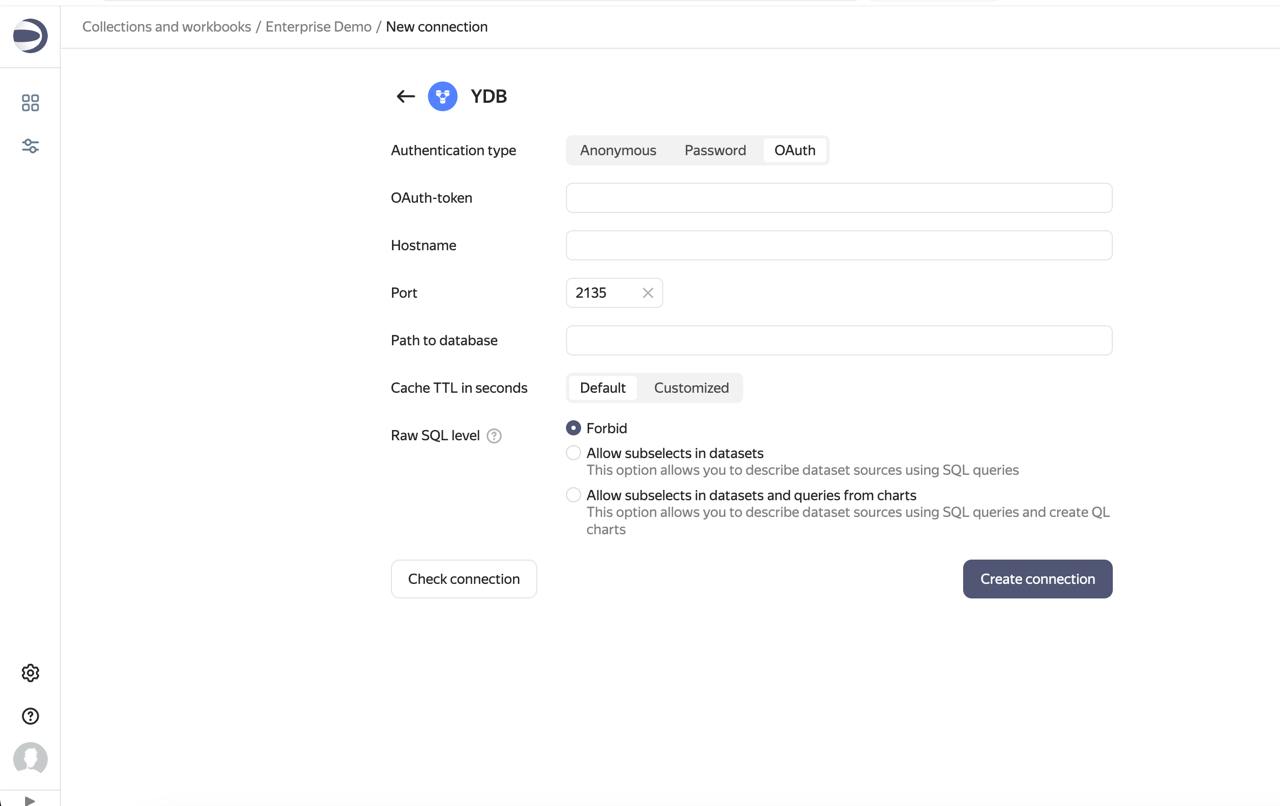 Collections and workbooks / Enterprise Demo / New connection
YDB
Authentication type Anonymous Password OAuth
OAuth-token
Hostname
Port 2135
Path to database
Cache TTL in seconds Default Customized
Raw SQL level Forbid
Allow subselects in datasets
This option allows you to describe dataset sources using SQL queries
Allow subselects in datasets and queries from charts
This option allows you to describe dataset sources using SQL queries and create QL
charts
Check connection Create connection